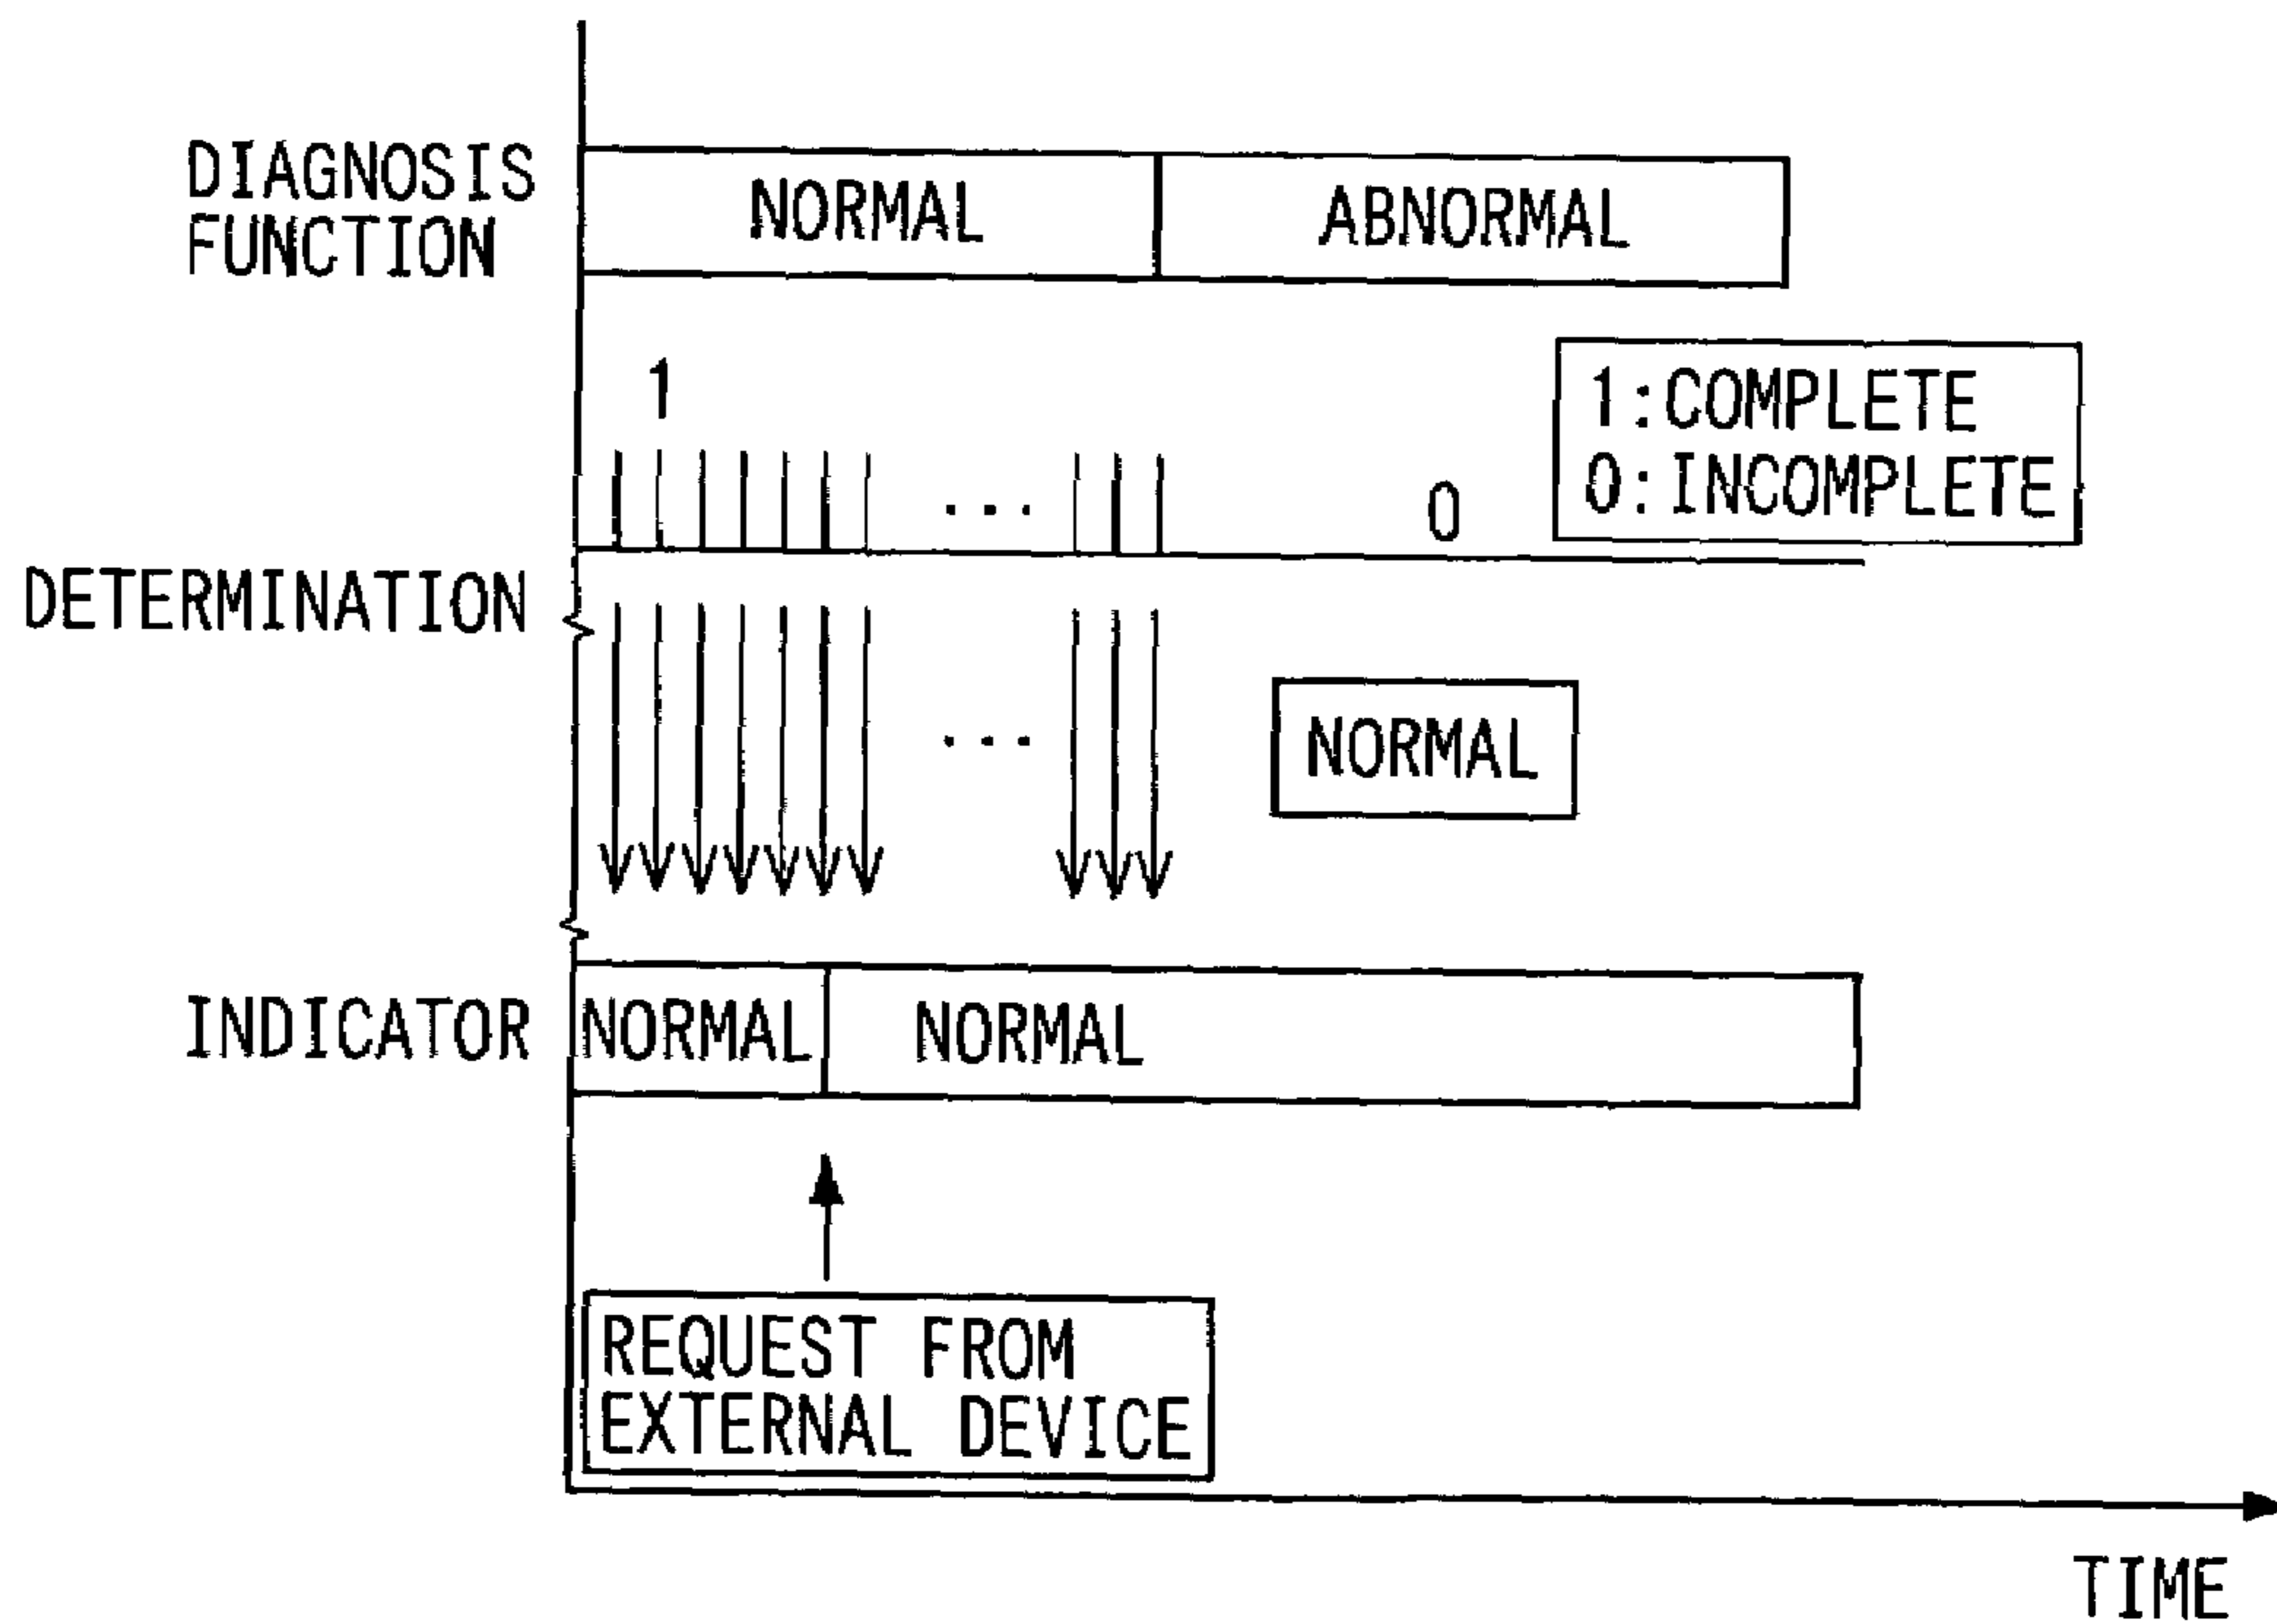 DIAGNOSIS
FUNCTION
NORMAL
ABNORMAL
1
1:COMPLETE
0:INCOMPLETE
...
0
DETERMINATION
...
NORMAL
INDICATOR
NORMAL
NORMAL
REQUEST FROM
EXTERNAL DEVICE
TIME